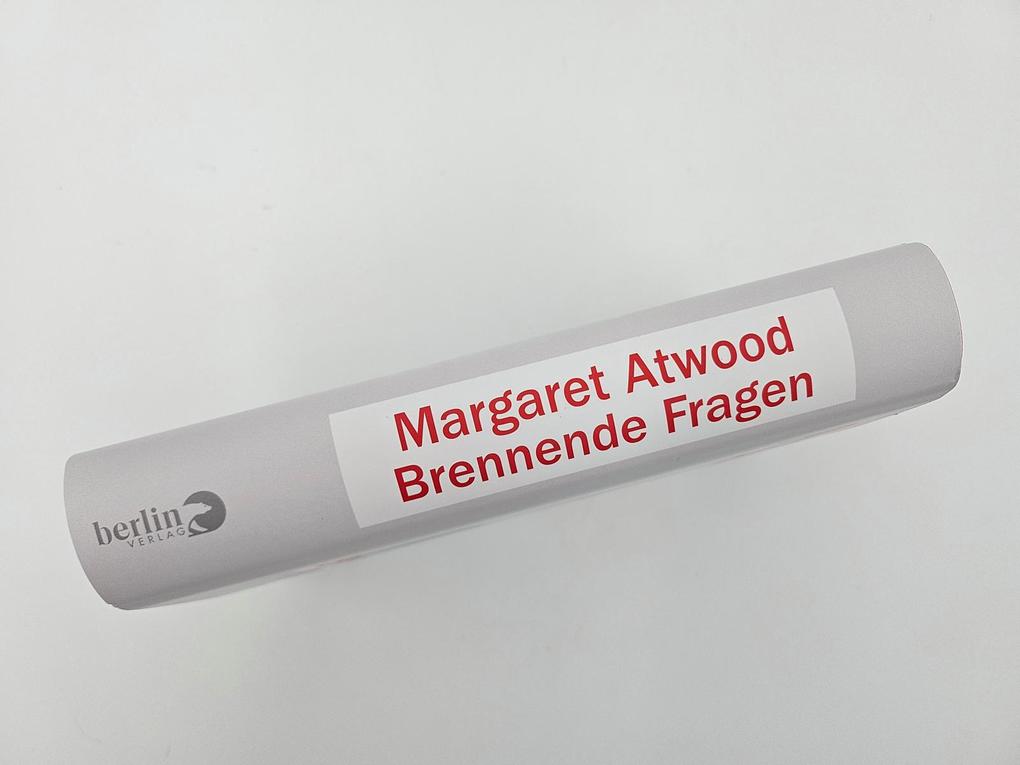 Margaret Atwood
Brennende Fragen
berlin
VERLAG